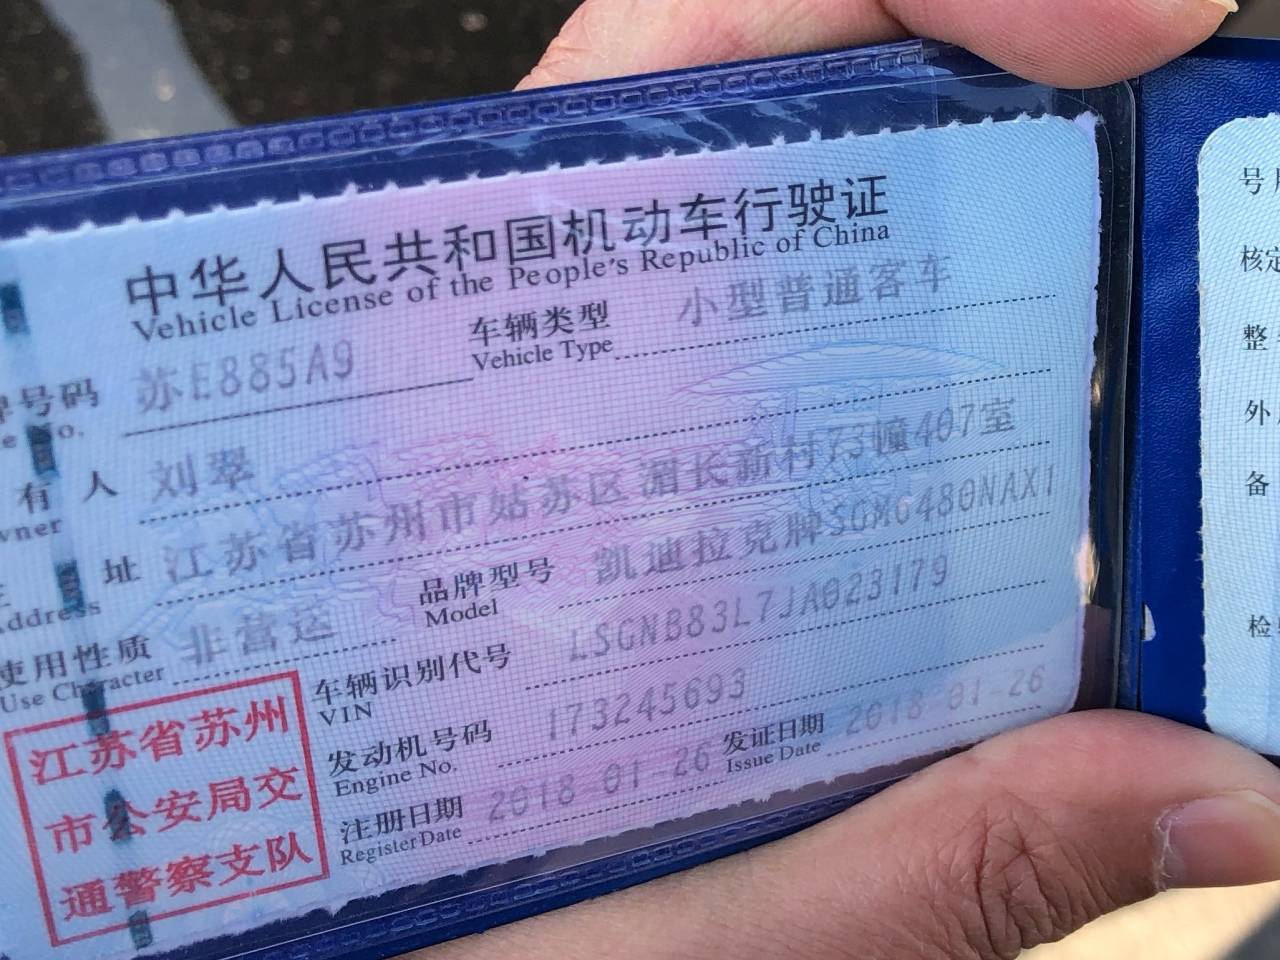 中华人民共和国机动车行驶证
Vehicle License of the People's Republic of China
号码 苏E885A9 车辆类型 小型普通客车
Vehicle Type
有人 刘翠
wner
址 江苏省苏州市姑苏区湄长新村73幢407室
ddress
使用性质 非营运 品牌型号 凯迪拉克牌SGM6480NAX1
Use Character Model
车辆识别代号 LSGNB83L7JA023179
VIN
发动机号码 173245693
Engine No.
注册日期 2018-01-26 发证日期 2018-01-26
Register Date Issue Date
江苏省苏州
市公安局交
通警察支队
号
核定
整
外
备
检